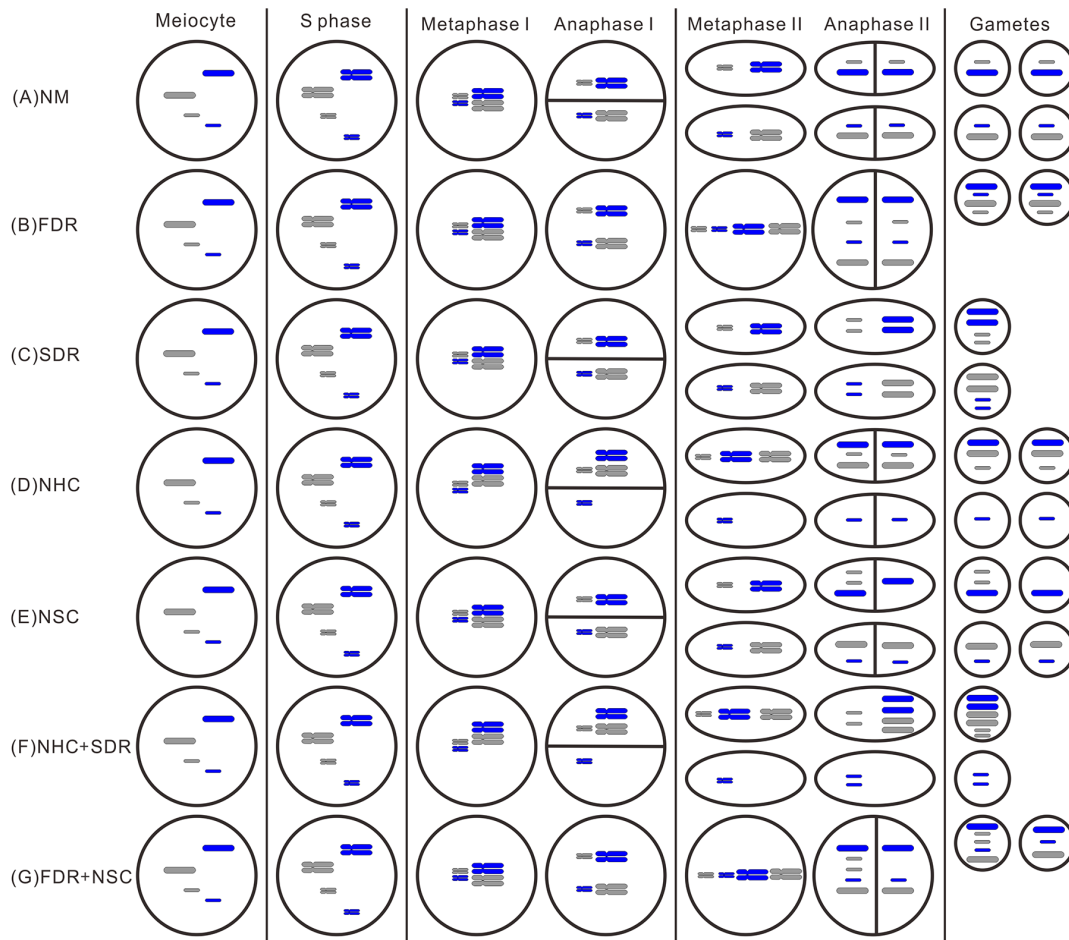 Meiocyte S phase Metaphase I Anaphase I Metaphase II Anaphase II Gametes
(A)NM
(B)FDR
(C)SDR
(D)NHC
(E)NSC
(F)NHC+SDR
(G)FDR+NSC